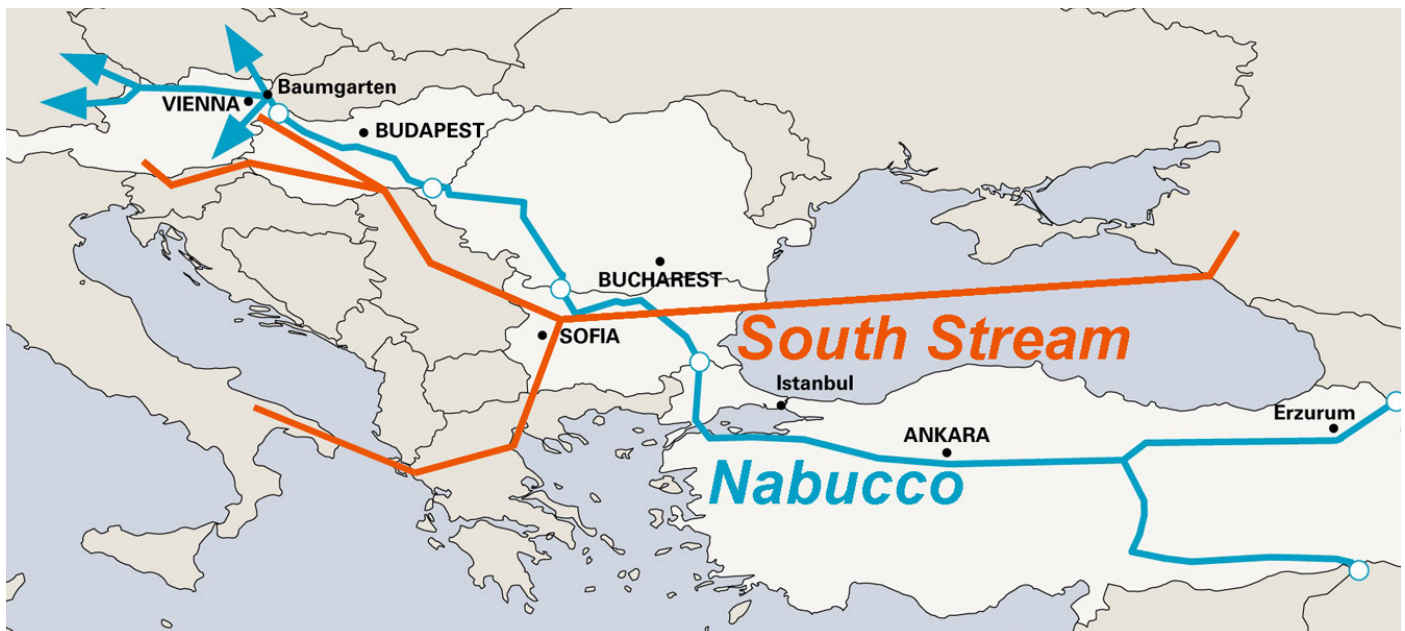 Baumgarten
VIENNA
BUDAPEST
BUCHAREST
SOFIA
South Stream
Istanbul
Erzurum
ANKARA
Nabucco